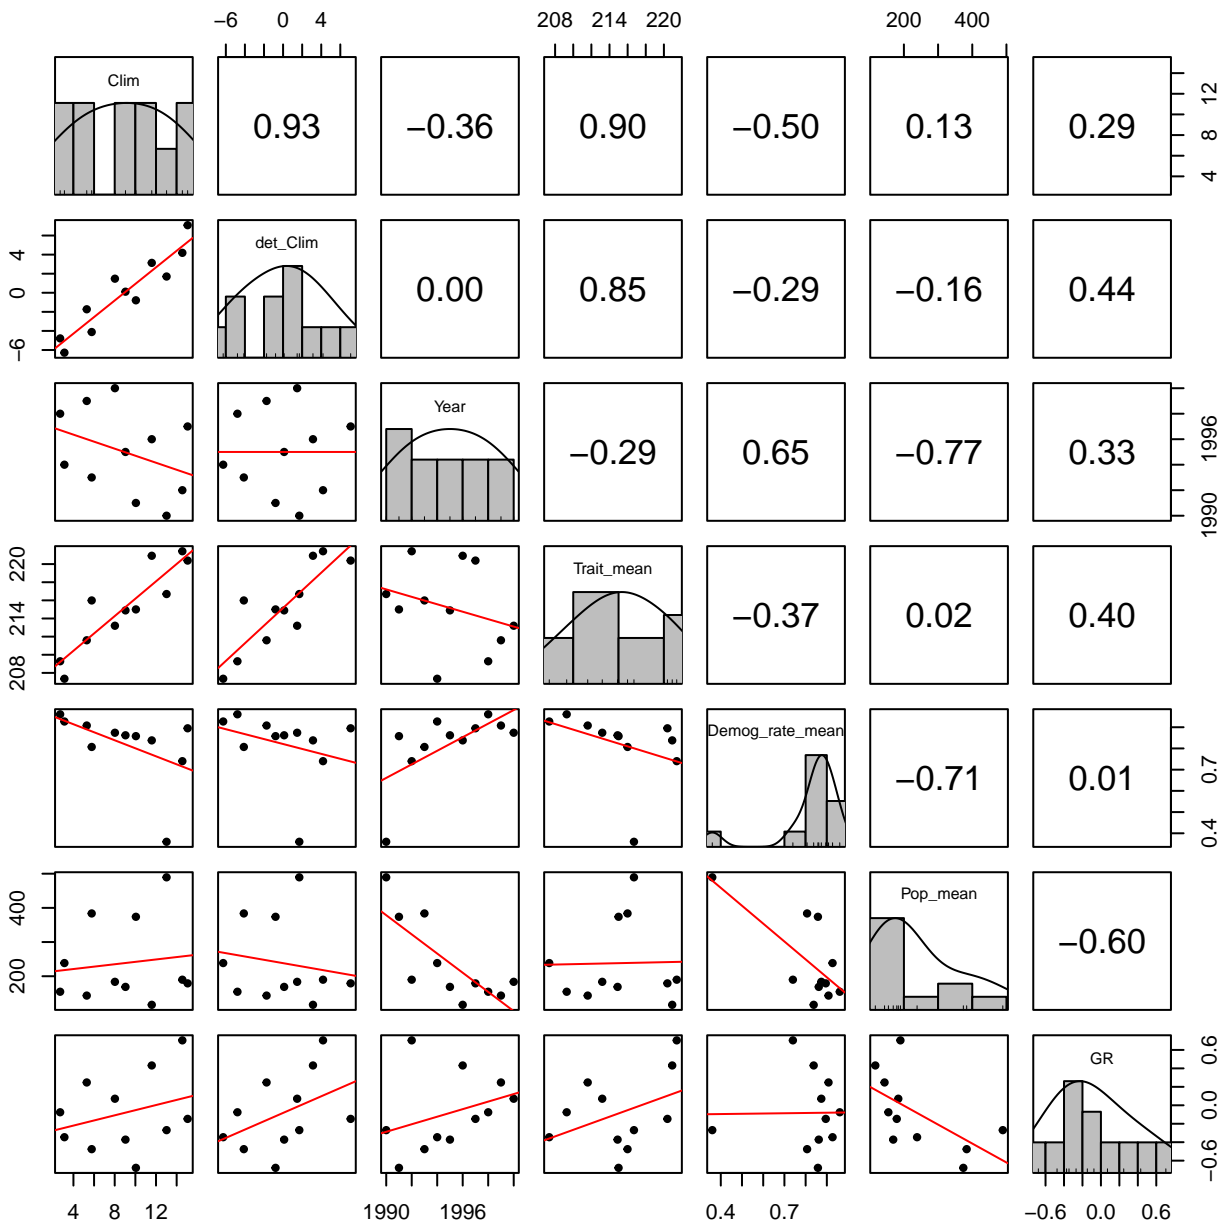 −6 0 4 208 214 220 200 400
Clim 0.93 −0.36 0.90 −0.50 0.13 0.29 4 8 12
−6 0 4 det_Clim 0.00 0.85 −0.29 −0.16 0.44
Year −0.29 0.65 −0.77 0.33 1990 1996
208 214 220 Trait_mean −0.37 0.02 0.40
Demog_rate_mean −0.71 0.01 0.4 0.7
200 400 Pop_mean −0.60
GR −0.6 0.0 0.6
4 8 12 1990 1996 0.4 0.7 −0.6 0.0 0.6